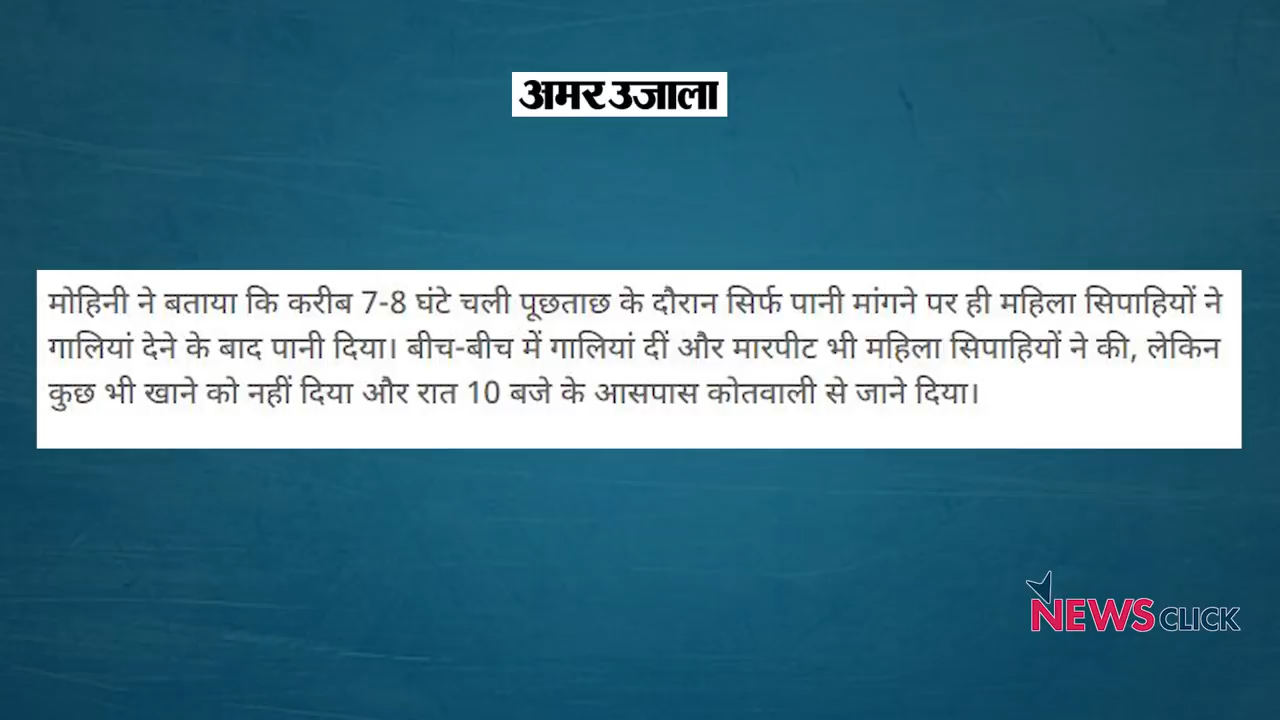 अमर उजाला
मोहिनी ने बताया कि करीब 7-8 घंटे चली पूछताछ के दौरान सिर्फ पानी मांगने पर ही महिला सिपाहियों ने
गालियां देने के बाद पानी दिया। बीच-बीच में गालियां दीं और मारपीट भी महिला सिपाहियों ने की, लेकिन
कुछ भी खाने को नहीं दिया और रात 10 बजे के आसपास कोतवाली से जाने दिया।
NEWSCLICK